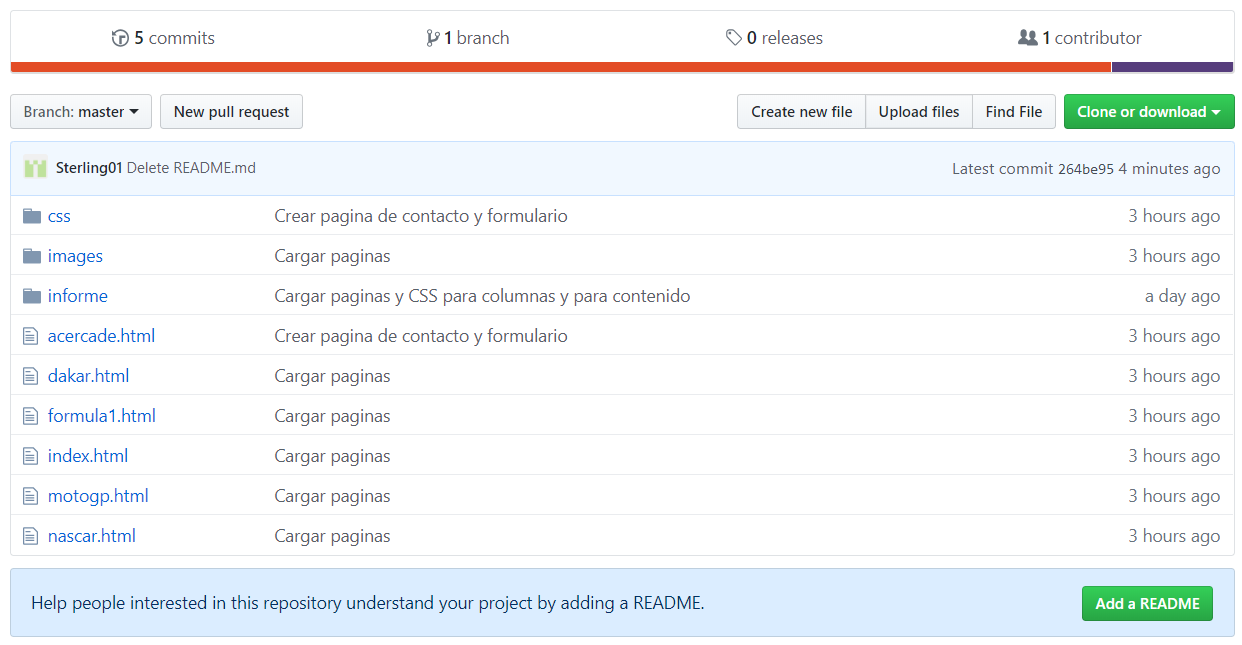 5 commits 1 branch 0 releases 1 contributor
Branch: master New pull request Create new file Upload files Find File Clone or download
Sterling01 Delete README.md Latest commit 264be95 4 minutes ago
css Crear pagina de contacto y formulario 3 hours ago
images Cargar paginas 3 hours ago
informe Cargar paginas y CSS para columnas y para contenido a day ago
acercade.html Crear pagina de contacto y formulario 3 hours ago
dakar.html Cargar paginas 3 hours ago
formula1.html Cargar paginas 3 hours ago
index.html Cargar paginas 3 hours ago
motogp.html Cargar paginas 3 hours ago
nascar.html Cargar paginas 3 hours ago
Help people interested in this repository understand your project by adding a README. Add a README